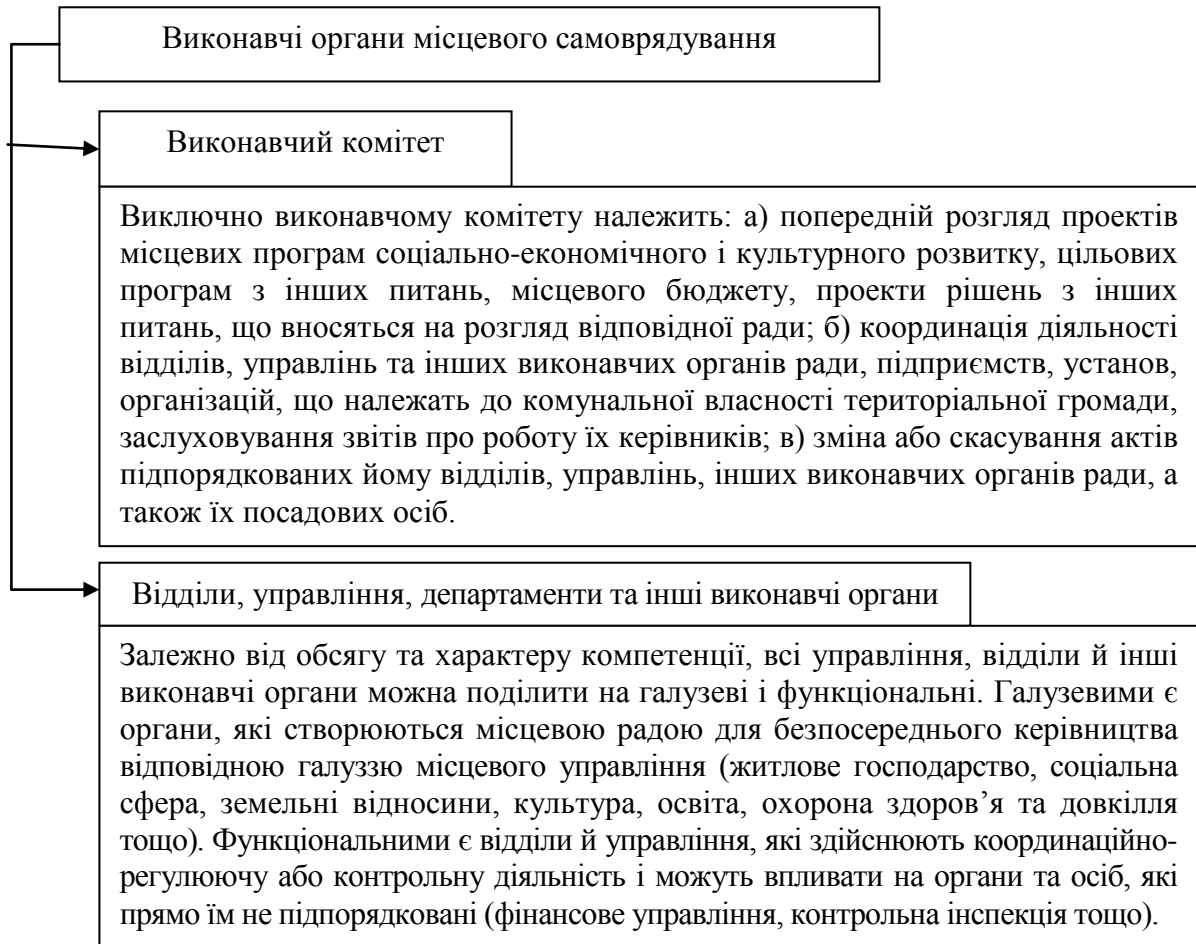 Виконавчі органи місцевого самоврядування
Виконавчий комітет
Виключно виконавчому комітету належить: а) попередній розгляд проектів
місцевих програм соціально-економічного і культурного розвитку, цільових
програм з інших питань, місцевого бюджету, проекти рішень з інших
питань, що вносяться на розгляд відповідної ради; б) координація діяльності
відділів, управлінь та інших виконавчих органів ради, підприємств, установ,
організацій, що належать до комунальної власності територіальної громади,
заслуховування звітів про роботу їх керівників; в) зміна або скасування актів
підпорядкованих йому відділів, управлінь, інших виконавчих органів ради, а
також їх посадових осіб.
Відділи, управління, департаменти та інші виконавчі органи
Залежно від обсягу та характеру компетенції, всі управління, відділи й інші
виконавчі органи можна поділити на галузеві і функціональні. Галузевими є
органи, які створюються місцевою радою для безпосереднього керівництва
відповідною галуззю місцевого управління (житлове господарство, соціальна
сфера, земельні відносини, культура, освіта, охорона здоров’я та довкілля
тощо). Функціональними є відділи й управління, які здійснюють координаційно-
регулюючу або контрольну діяльність і можуть впливати на органи та осіб, які
прямо їм не підпорядковані (фінансове управління, контрольна інспекція тощо).